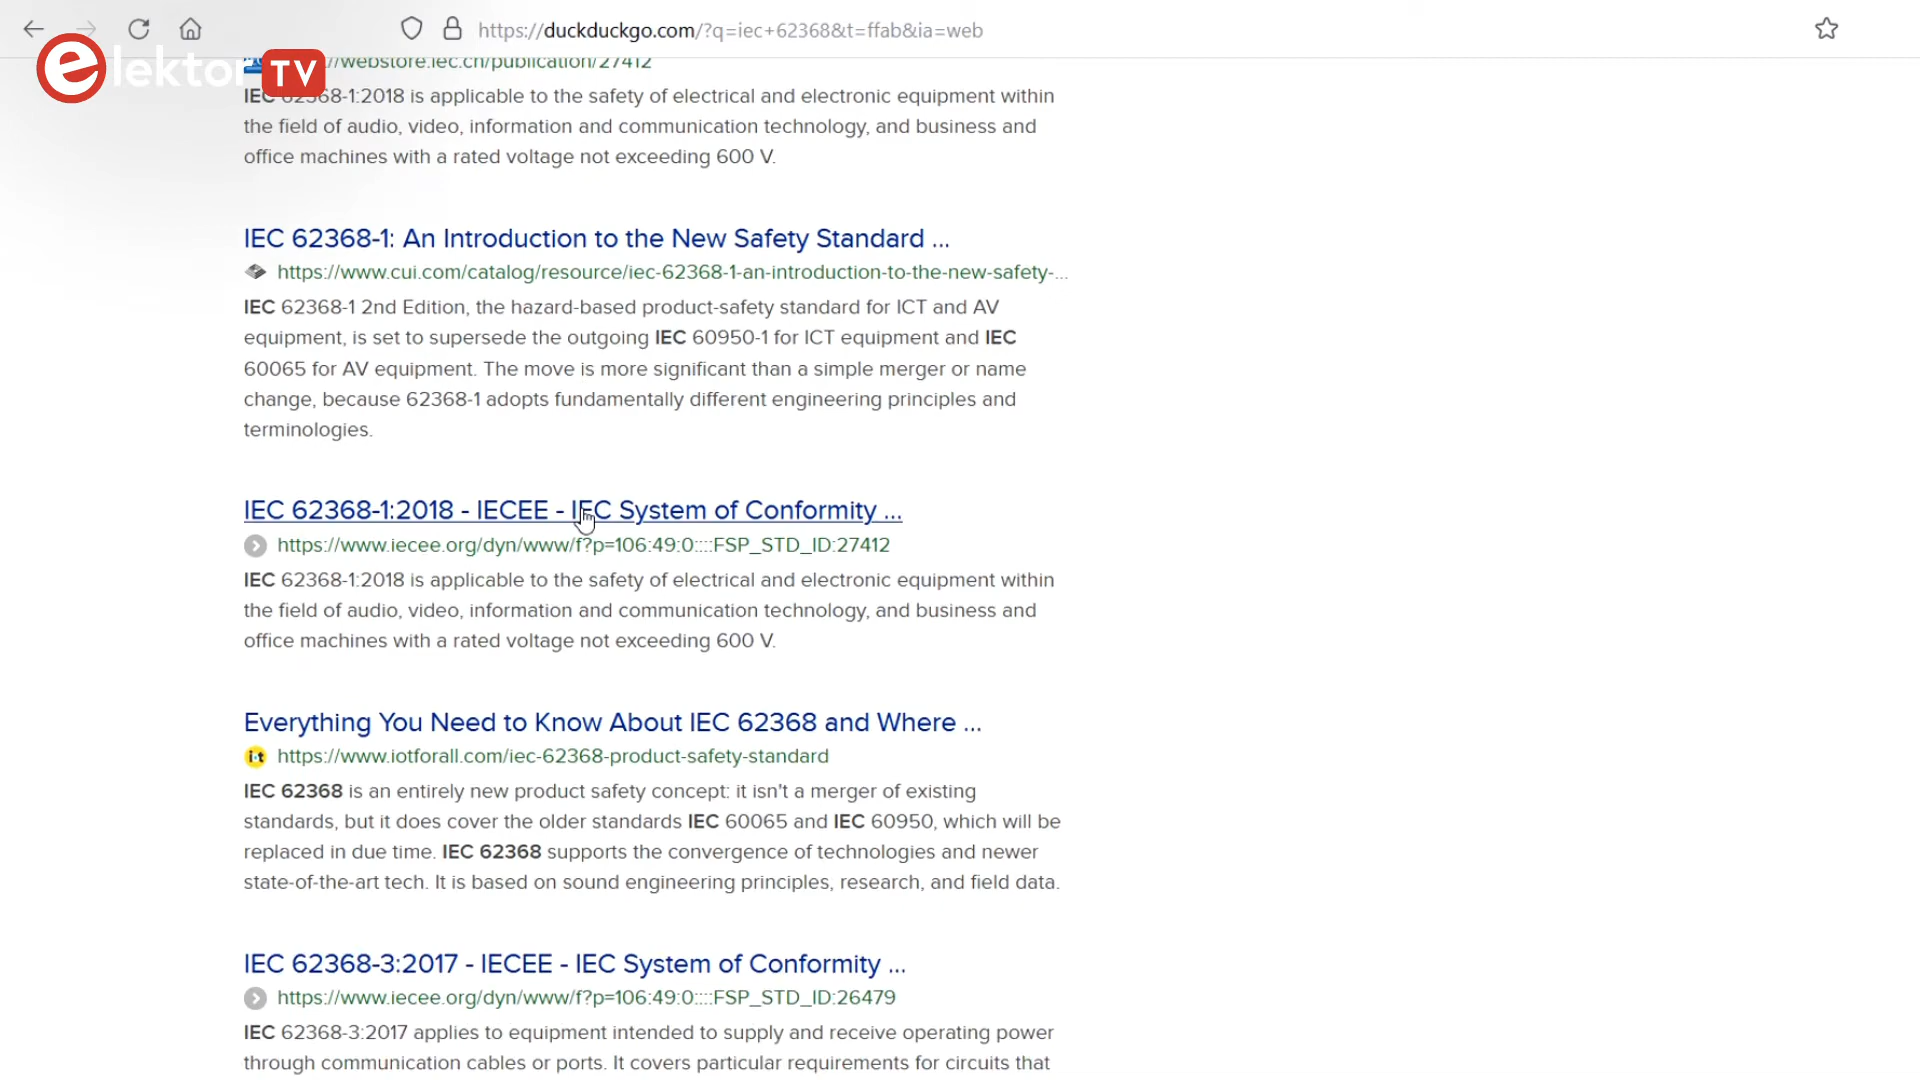 https://duckduckgo.com/?q=iec+62368&t=ffab&ia=web
elektor TV
//webstore.iec.ch/publication/27412
IEC 62368-1:2018 is applicable to the safety of electrical and electronic equipment within
the field of audio, video, information and communication technology, and business and
office machines with a rated voltage not exceeding 600 V.
IEC 62368-1: An Introduction to the New Safety Standard ...
https://www.cui.com/catalog/resource/iec-62368-1-an-introduction-to-the-new-safety-...
IEC 62368-1 2nd Edition, the hazard-based product-safety standard for ICT and AV
equipment, is set to supersede the outgoing IEC 60950-1 for ICT equipment and IEC
60065 for AV equipment. The move is more significant than a simple merger or name
change, because 62368-1 adopts fundamentally different engineering principles and
terminologies.
IEC 62368-1:2018 - IECEE - IEC System of Conformity ...
https://www.iecee.org/dyn/www/f?p=106:49:0::::FSP_STD_ID:27412
IEC 62368-1:2018 is applicable to the safety of electrical and electronic equipment within
the field of audio, video, information and communication technology, and business and
office machines with a rated voltage not exceeding 600 V.
Everything You Need to Know About IEC 62368 and Where ...
https://www.iotforall.com/iec-62368-product-safety-standard
IEC 62368 is an entirely new product safety concept: it isn't a merger of existing
standards, but it does cover the older standards IEC 60065 and IEC 60950, which will be
replaced in due time. IEC 62368 supports the convergence of technologies and newer
state-of-the-art tech. It is based on sound engineering principles, research, and field data.
IEC 62368-3:2017 - IECEE - IEC System of Conformity ...
https://www.iecee.org/dyn/www/f?p=106:49:0::::FSP_STD_ID:26479
IEC 62368-3:2017 applies to equipment intended to supply and receive operating power
through communication cables or ports. It covers particular requirements for circuits that